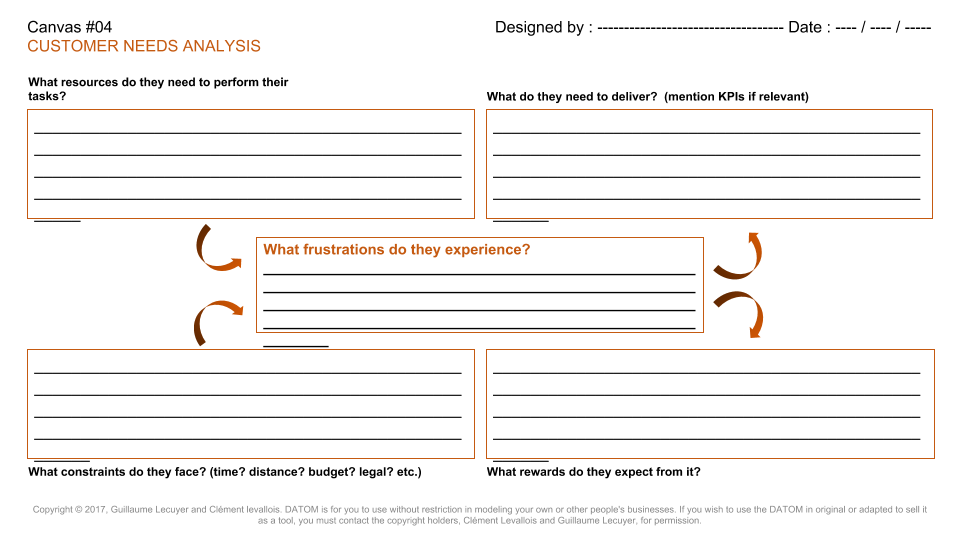 Canvas #04
CUSTOMER NEEDS ANALYSIS
Designed by : ----------------------------------- Date : ---- / ---- / -----
What resources do they need to perform their
tasks?
What do they need to deliver?  (mention KPIs if relevant)
What frustrations do they experience?
What constraints do they face? (time? distance? budget? legal? etc.)
What rewards do they expect from it?
Copyright © 2017, Guillaume Lecuyer and Clément levallois. DATOM is for you to use without restriction in modeling your own or other people's businesses. If you wish to use the DATOM in original or adapted to sell it
as a tool, you must contact the copyright holders, Clément Levallois and Guillaume Lecuyer, for permission.